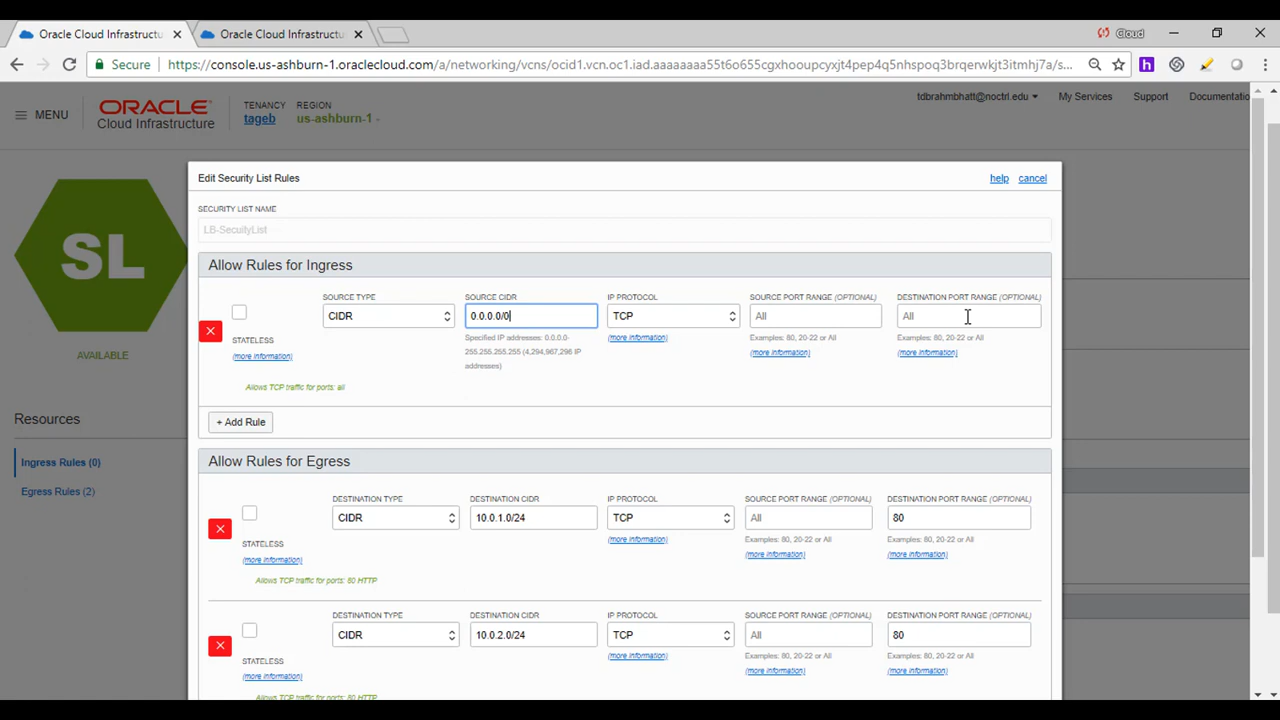 Oracle Cloud Infrastructu
Oracle Cloud Infrastructu
Cloud
Secure
https://console.us-ashburn-1.oraclecloud.com/a/networking/vcns/ocid1.vcn.oc1.iad.aaaaaaaa55t6o655cgxhooupcyxjt4pep4q5nhspoq3brqerwkjt3itmhj7a/s...
MENU
ORACLE
Cloud Infrastructure
TENANCY
tageb
REGION
us-ashburn-1
tdbrahmbhatt@noctrl.edu
My Services
Support
Documentatio
SL
AVAILABLE
Resources
Ingress Rules (0)
Egress Rules (2)
Edit Security List Rules
help
cancel
SECURITY LIST NAME
LB-SecuityList
Allow Rules for Ingress
STATELESS
(more information)
SOURCE TYPE
CIDR
SOURCE CIDR
0.0.0.0/0
Specified IP addresses: 0.0.0.0-
255.255.255.255 (4,294,967,296 IP
addresses)
IP PROTOCOL
TCP
(more information)
SOURCE PORT RANGE (OPTIONAL)
All
Examples: 80, 20-22 or All
(more information)
DESTINATION PORT RANGE (OPTIONAL)
All
Examples: 80, 20-22 or All
(more information)
Allows TCP traffic for ports: all
+ Add Rule
Allow Rules for Egress
STATELESS
(more information)
DESTINATION TYPE
CIDR
DESTINATION CIDR
10.0.1.0/24
IP PROTOCOL
TCP
(more information)
SOURCE PORT RANGE (OPTIONAL)
All
Examples: 80, 20-22 or All
(more information)
DESTINATION PORT RANGE (OPTIONAL)
80
Examples: 80, 20-22 or All
(more information)
Allows TCP traffic for ports: 80 HTTP
STATELESS
(more information)
DESTINATION TYPE
CIDR
DESTINATION CIDR
10.0.2.0/24
IP PROTOCOL
TCP
(more information)
SOURCE PORT RANGE (OPTIONAL)
All
Examples: 80, 20-22 or All
(more information)
DESTINATION PORT RANGE (OPTIONAL)
80
Examples: 80, 20-22 or All
(more information)
Allows TCP traffic for ports: 80 HTTP